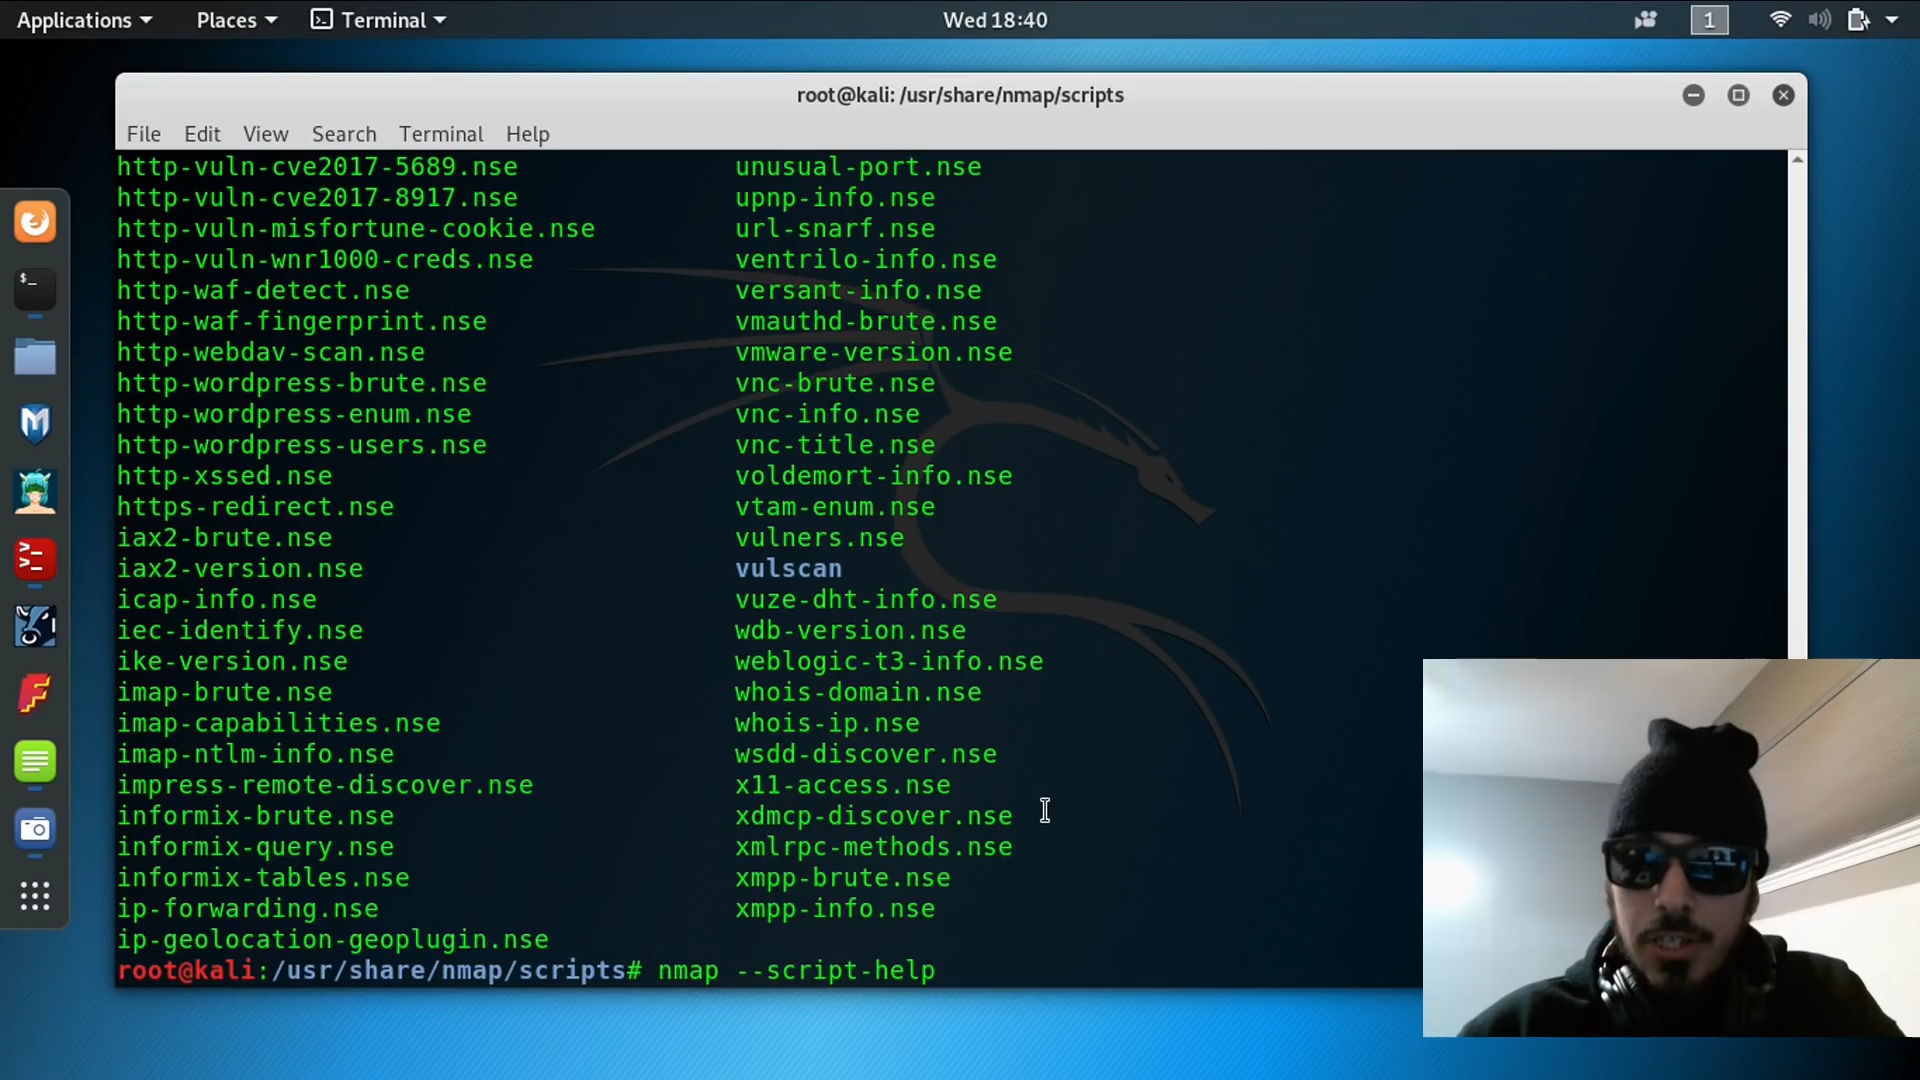 Applications Places Terminal Wed 18:40 1
root@kali: /usr/share/nmap/scripts
File Edit View Search Terminal Help
http-vuln-cve2017-5689.nse unusual-port.nse
http-vuln-cve2017-8917.nse upnp-info.nse
http-vuln-misfortune-cookie.nse url-snarf.nse
http-vuln-wnr1000-creds.nse ventrilo-info.nse
http-waf-detect.nse versant-info.nse
http-waf-fingerprint.nse vmauthd-brute.nse
http-webdav-scan.nse vmware-version.nse
http-wordpress-brute.nse vnc-brute.nse
http-wordpress-enum.nse vnc-info.nse
http-wordpress-users.nse vnc-title.nse
http-xssed.nse voldemort-info.nse
https-redirect.nse vtam-enum.nse
iax2-brute.nse vulners.nse
iax2-version.nse vulscan
icap-info.nse vuze-dht-info.nse
iec-identify.nse wdb-version.nse
ike-version.nse weblogic-t3-info.nse
imap-brute.nse whois-domain.nse
imap-capabilities.nse whois-ip.nse
imap-ntlm-info.nse wsdd-discover.nse
impress-remote-discover.nse x11-access.nse
informix-brute.nse xdmcp-discover.nse
informix-query.nse xmlrpc-methods.nse
informix-tables.nse xmpp-brute.nse
ip-forwarding.nse xmpp-info.nse
ip-geolocation-geoplugin.nse
root@kali:/usr/share/nmap/scripts# nmap --script-help